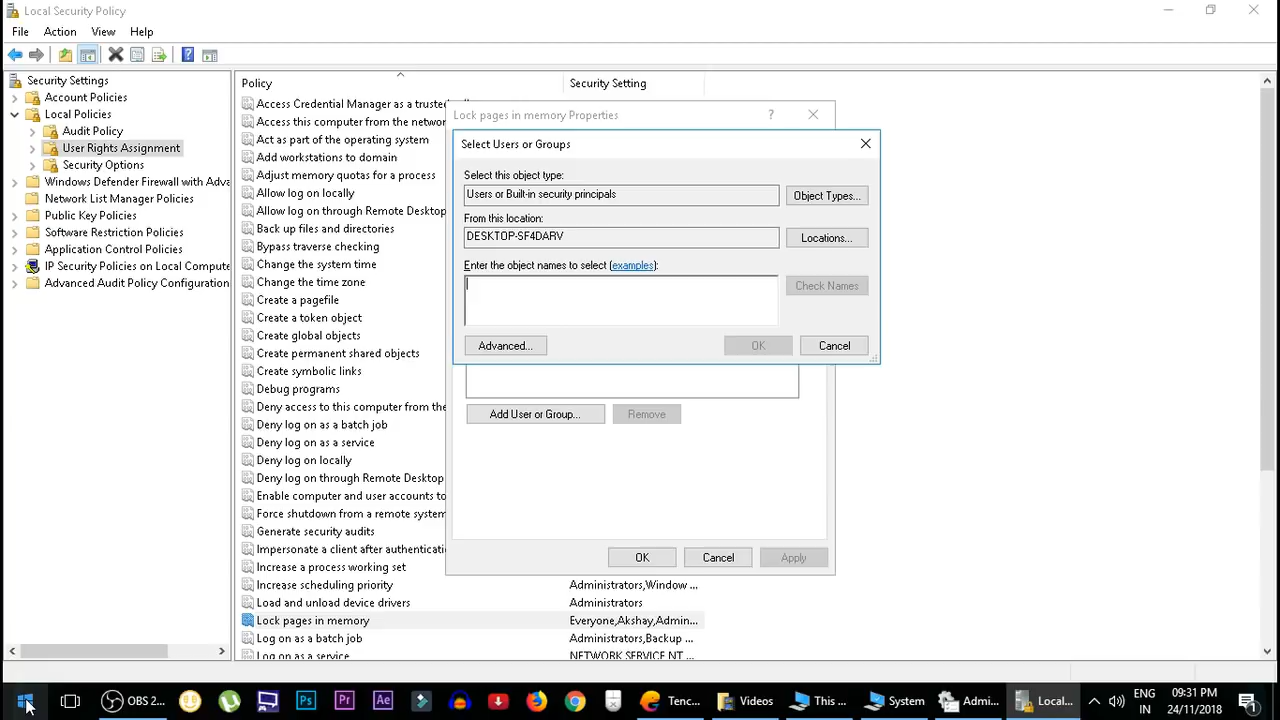 Local Security Policy
File Action View Help
Security Settings
Account Policies
Local Policies
Audit Policy
User Rights Assignment
Security Options
Windows Defender Firewall with Adva
Network List Manager Policies
Public Key Policies
Software Restriction Policies
Application Control Policies
IP Security Policies on Local Compute
Advanced Audit Policy Configuration
Policy Security Setting
Access Credential Manager as a trusted
Access this computer from the networ
Act as part of the operating system
Add workstations to domain
Adjust memory quotas for a process
Allow log on locally
Allow log on through Remote Desktop
Back up files and directories
Bypass traverse checking
Change the system time
Change the time zone
Create a pagefile
Create a token object
Create global objects
Create permanent shared objects
Create symbolic links
Debug programs
Deny access to this computer from the
Deny log on as a batch job
Deny log on as a service
Deny log on locally
Deny log on through Remote Desktop
Enable computer and user accounts to
Force shutdown from a remote system
Generate security audits
Impersonate a client after authenticati
Increase a process working set
Increase scheduling priority Administrators,Window ...
Load and unload device drivers Administrators
Lock pages in memory Everyone,Akshay,Admin...
Log on as a batch job Administrators,Backup ...
Log on as a service NETWORK SERVICE,NT
Lock pages in memory Properties ?
Select Users or Groups
Select this object type:
Users or Built-in security principals Object Types...
From this location:
DESKTOP-SF4DARV Locations...
Enter the object names to select (examples):
Check Names
Advanced... OK Cancel
Add User or Group... Remove
OK Cancel Apply
OBS 2... Ps Pr Ae Tenc... Videos This ... System Admi... Local... ENG 09:31 PM
IN 24/11/2018 1